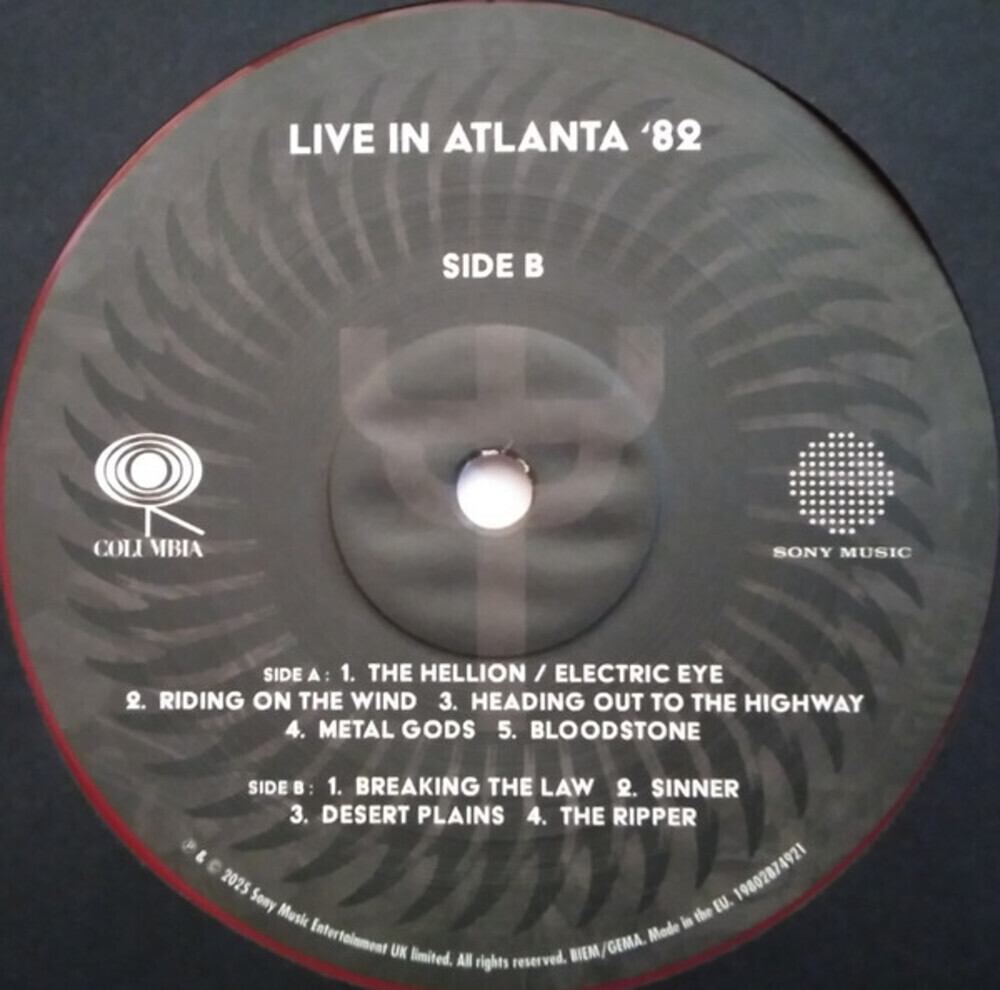 LIVE IN ATLANTA ‘82
SIDE B
COLUMBIA
SONY MUSIC
SIDE A : 1. THE HELLION / ELECTRIC EYE
2. RIDING ON THE WIND 3. HEADING OUT TO THE HIGHWAY
4. METAL GODS 5. BLOODSTONE
SIDE B : 1. BREAKING THE LAW 2. SINNER
3. DESERT PLAINS 4. THE RIPPER
℗ & © 2025 Sony Music Entertainment UK limited. All rights reserved. BIEM/GEMA. Made in the EU. 19802874921